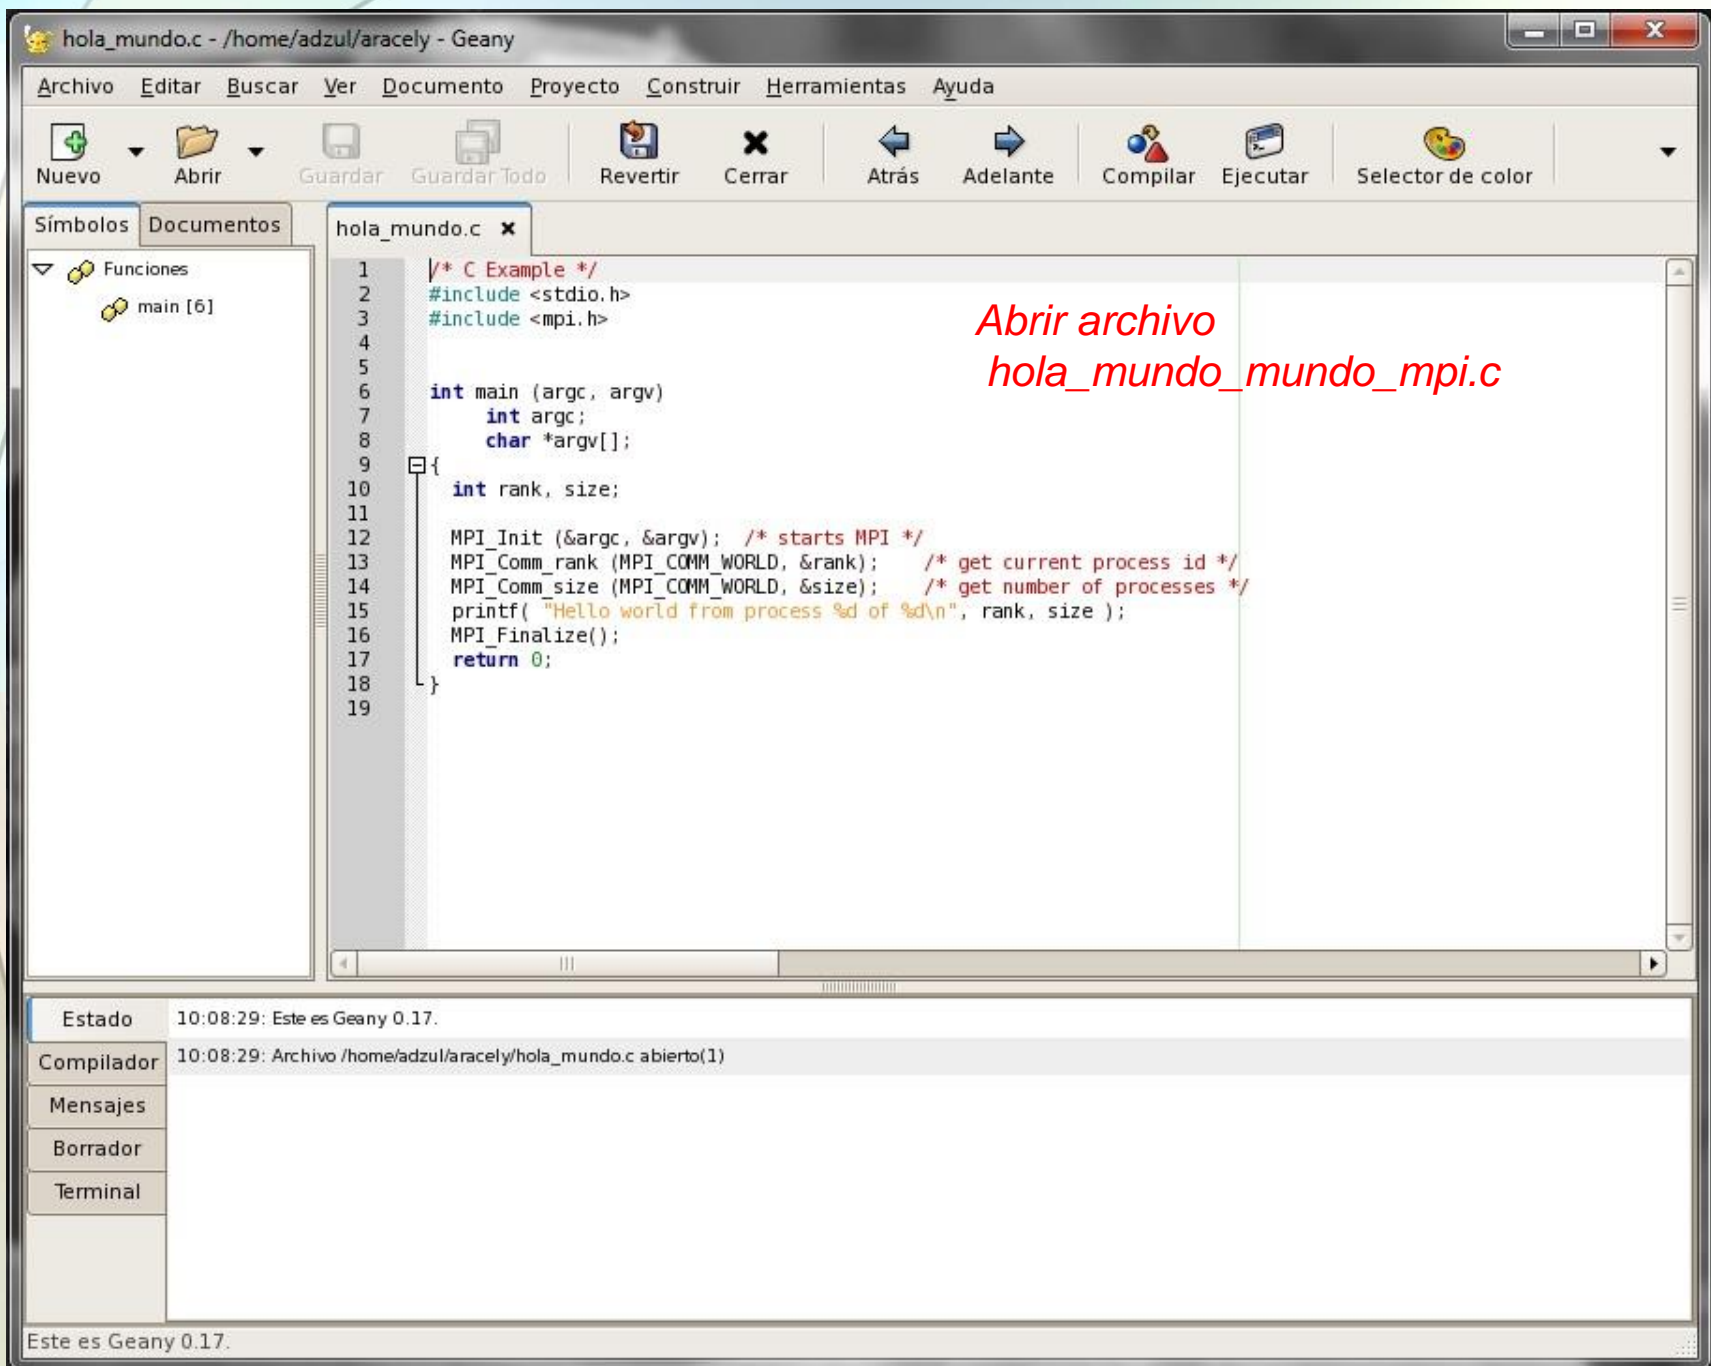 hola_mundo.c - /home/adzul/aracely - Geany
Archivo Editar Buscar Ver Documento Proyecto Construir Herramientas Ayuda
Nuevo Abrir Guardar Guardar Todo Revertir Cerrar Atrás Adelante Compilar Ejecutar Selector de color
Símbolos Documentos
hola_mundo.c
Funciones
main [6]
1 /* C Example */
2 #include <stdio.h>
3 #include <mpi.h>
4
5
6 int main (argc, argv)
7 int argc;
8 char *argv[];
9 {
10 int rank, size;
11
12 MPI_Init (&argc, &argv); /* starts MPI */
13 MPI_Comm_rank (MPI_COMM_WORLD, &rank); /* get current process id */
14 MPI_Comm_size (MPI_COMM_WORLD, &size); /* get number of processes */
15 printf( "Hello world from process %d of %d\n", rank, size );
16 MPI_Finalize();
17 return 0;
18 }
19
Abrir archivo
hola_mundo_mundo_mpi.c
Estado
Compilador
Mensajes
Borrador
Terminal
10:08:29: Este es Geany 0.17.
10:08:29: Archivo /home/adzul/aracely/hola_mundo.c abierto(1)
Este es Geany 0.17.